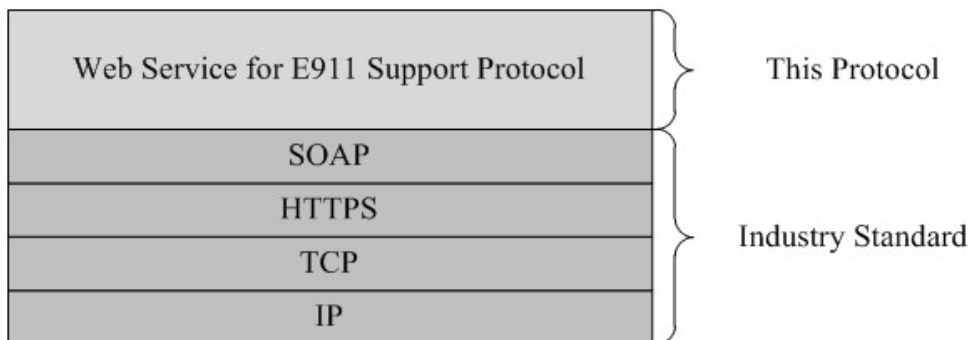 Web Service for E911 Support Protocol
This Protocol
SOAP
HTTPS
TCP
IP
Industry Standard